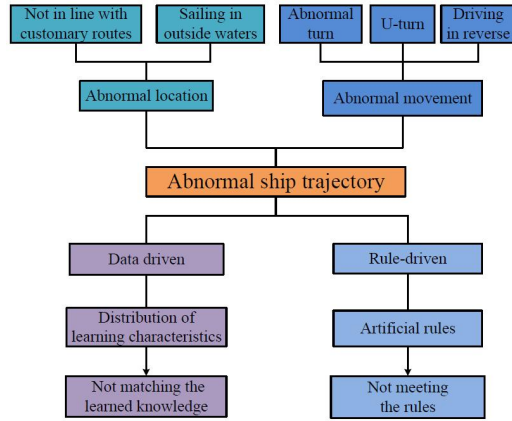 Not in line with
customary routes
Sailing in
outside waters
Abnormal
turn
U-turn
Driving
in reverse
Abnormal location
Abnormal movement
Abnormal ship trajectory
Data driven
Rule-driven
Distribution of
learning characteristics
Artificial rules
Not matching the
learned knowledge
Not meeting
the rules